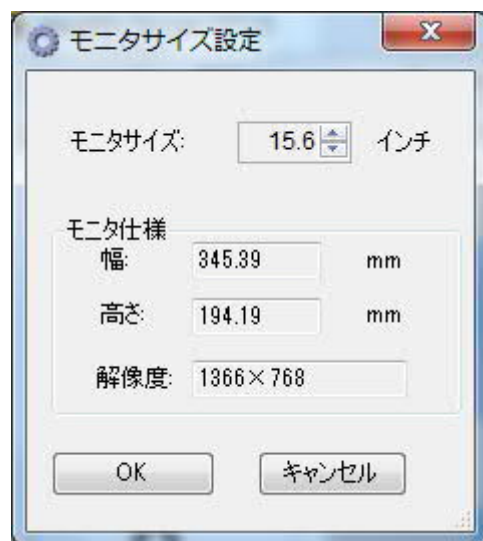 モニタサイズ設定
モニタサイズ: 15.6 インチ
モニタ仕様
幅: 345.39 mm
高さ: 194.19 mm
解像度: 1366×768
OK キャンセル